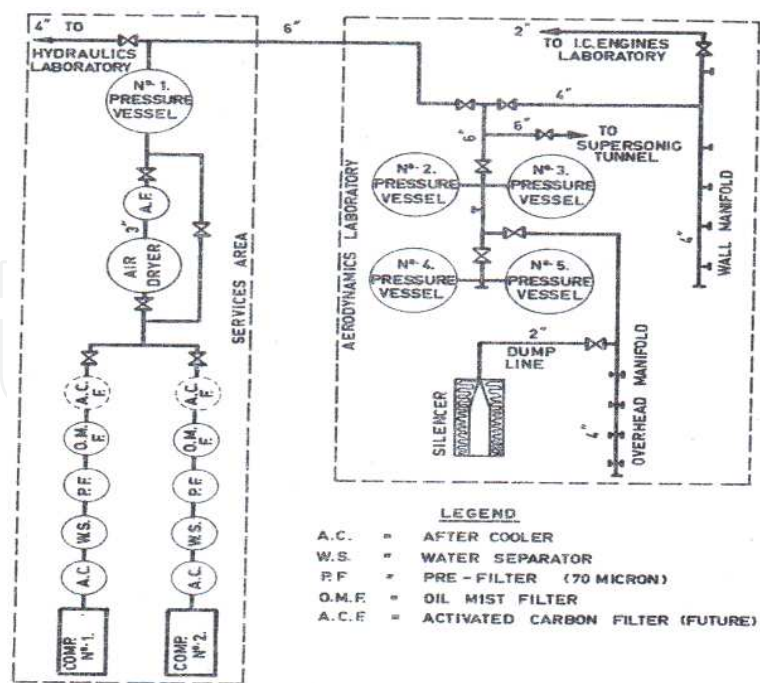 4" TO
HYDRAULICS
LABORATORY
6"
2"
TO I.C. ENGINES
LABORATORY
Nº-1.
PRESSURE
VESSEL
4"
6"
6"
TO
SUPERSONIC
TUNNEL
A.F.
3"
AIR
DRYER
SERVICES AREA
AERODYNAMICS LABORATORY
Nº-2.
PRESSURE
VESSEL
Nº-3.
PRESSURE
VESSEL
4"
WALL MANIFOLD
Nº-4.
PRESSURE
VESSEL
Nº-5.
PRESSURE
VESSEL
2"
DUMP
LINE
SILENCER
4"
OVERHEAD MANIFOLD
A.C.
F.
A.C.
F.
O.M.
F.
O.M.
F.
P.F.
P.F.
W.S.
W.S.
A.C.
A.C.
COMP.
Nº-1.
COMP.
Nº-2.
LEGEND
A.C. = AFTER COOLER
W.S. " WATER SEPARATOR
P.F " PRE-FILTER (70 MICRON)
O.M.F. = OIL MIST FILTER
A.C.F. = ACTIVATED CARBON FILTER (FUTURE)